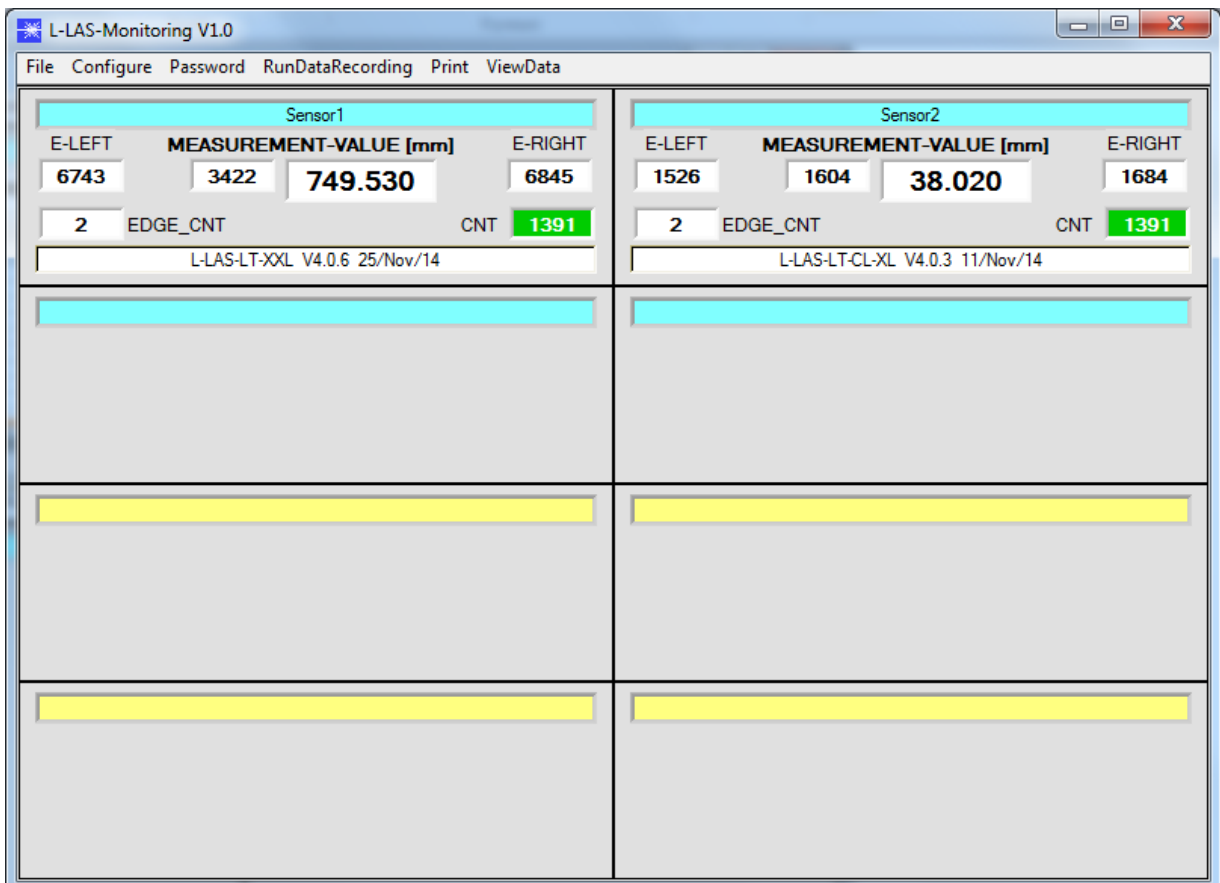 L-LAS-Monitoring V1.0
File Configure Password RunDataRecording Print ViewData
Sensor1
E-LEFT MEASUREMENT-VALUE [mm] E-RIGHT
6743 3422 749.530 6845
2 EDGE_CNT CNT 1391
L-LAS-LT-XXL V4.0.6 25/Nov/14
Sensor2
E-LEFT MEASUREMENT-VALUE [mm] E-RIGHT
1526 1604 38.020 1684
2 EDGE_CNT CNT 1391
L-LAS-LT-CL-XL V4.0.3 11/Nov/14